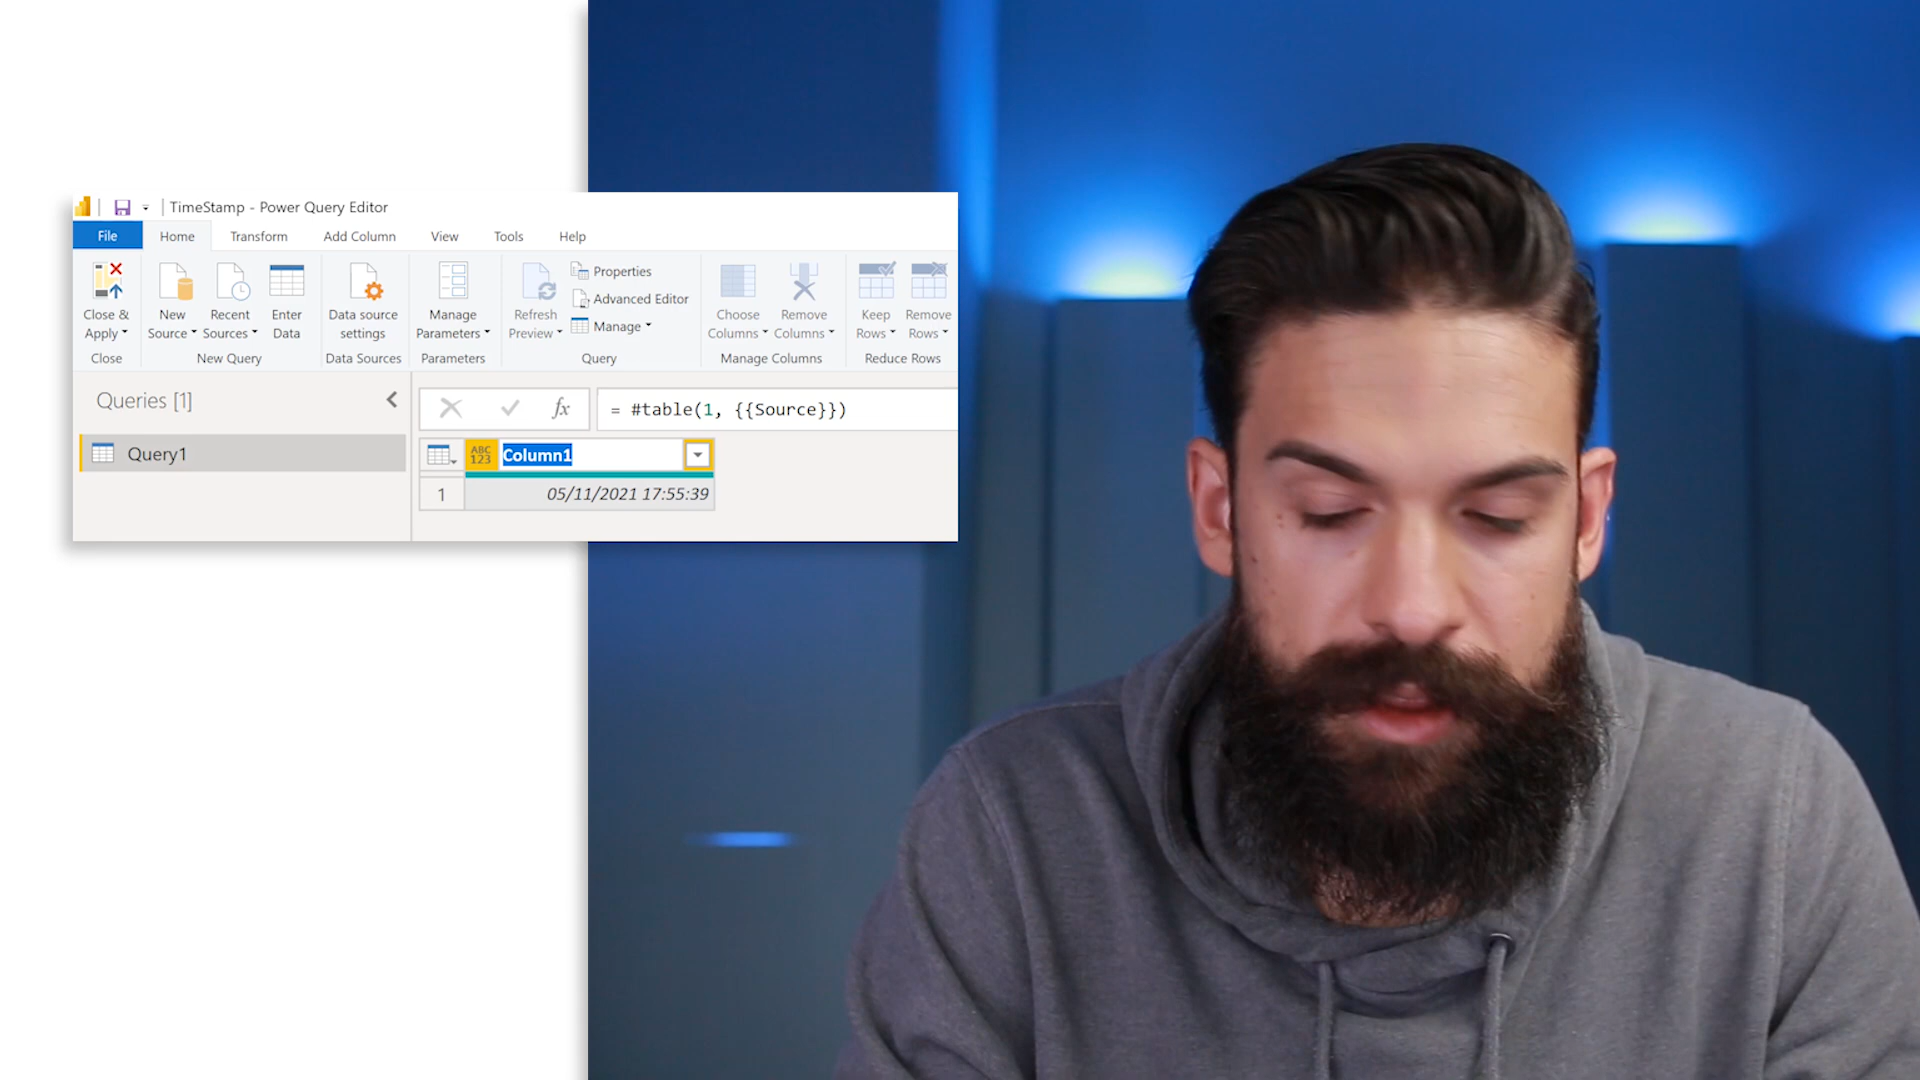 TimeStamp - Power Query Editor
File Home Transform Add Column View Tools Help
Close & Apply
New Source
Recent Sources
Enter Data
Data source settings
Manage Parameters
Refresh Preview
Properties
Advanced Editor
Manage
Choose Columns
Remove Columns
Keep Rows
Remove Rows
Close New Query Data Sources Parameters Query Manage Columns Reduce Rows
Queries [1]
fx = #table(1, {{Source}})
Query1
ABC 123 Column1
1 05/11/2021 17:55:39